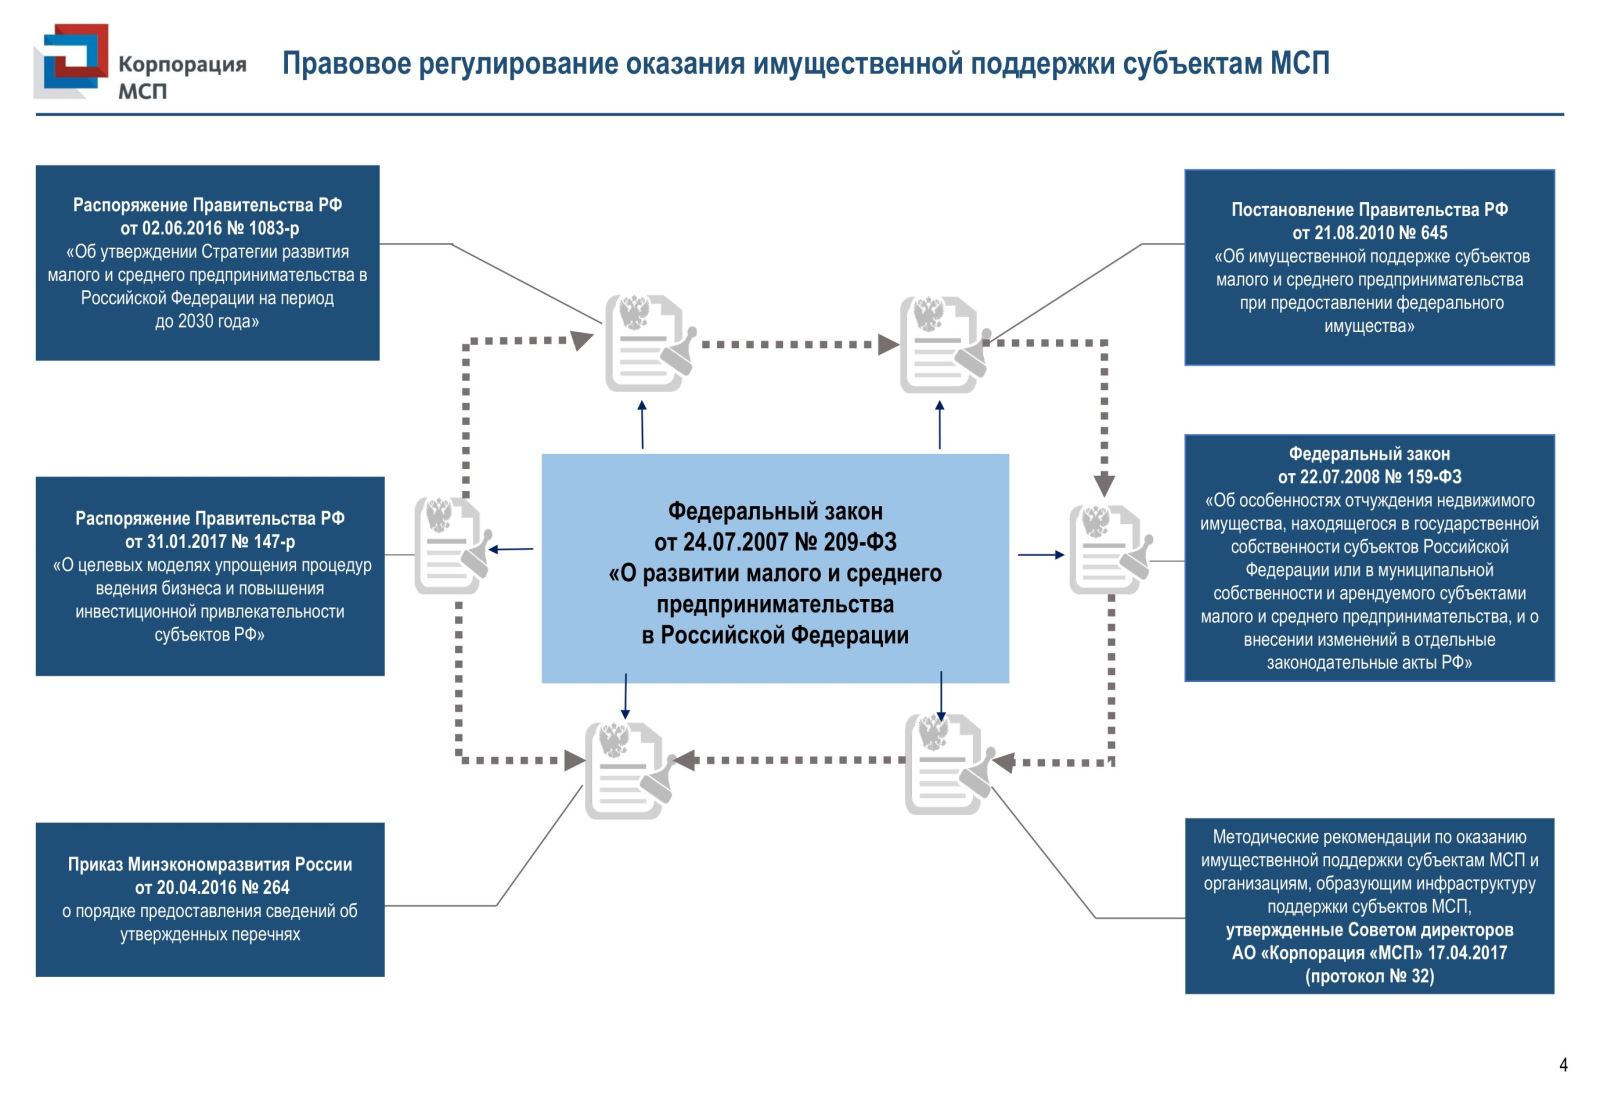 Корпорация
МСП
Правовое регулирование оказания имущественной поддержки субъектам МСП
Распоряжение Правительства РФ
от 02.06.2016 № 1083-р
«Об утверждении Стратегии развития
малого и среднего предпринимательства в
Российской Федерации на период
до 2030 года»
Постановление Правительства РФ
от 21.08.2010 № 645
«Об имущественной поддержке субъектов
малого и среднего предпринимательства
при предоставлении федерального
имущества»
Распоряжение Правительства РФ
от 31.01.2017 № 147-р
«О целевых моделях упрощения процедур
ведения бизнеса и повышения
инвестиционной привлекательности
субъектов РФ»
Федеральный закон
от 24.07.2007 № 209-ФЗ
«О развитии малого и среднего
предпринимательства
в Российской Федерации
Федеральный закон
от 22.07.2008 № 159-ФЗ
«Об особенностях отчуждения недвижимого
имущества, находящегося в государственной
собственности субъектов Российской
Федерации или в муниципальной
собственности и арендуемого субъектами
малого и среднего предпринимательства, и о
внесении изменений в отдельные
законодательные акты РФ»
Приказ Минэкономразвития России
от 20.04.2016 № 264
о порядке предоставления сведений об
утвержденных перечнях
Методические рекомендации по оказанию
имущественной поддержки субъектам МСП и
организациям, образующим инфраструктуру
поддержки субъектов МСП,
утвержденные Советом директоров
АО «Корпорация «МСП» 17.04.2017
(протокол № 32)
4